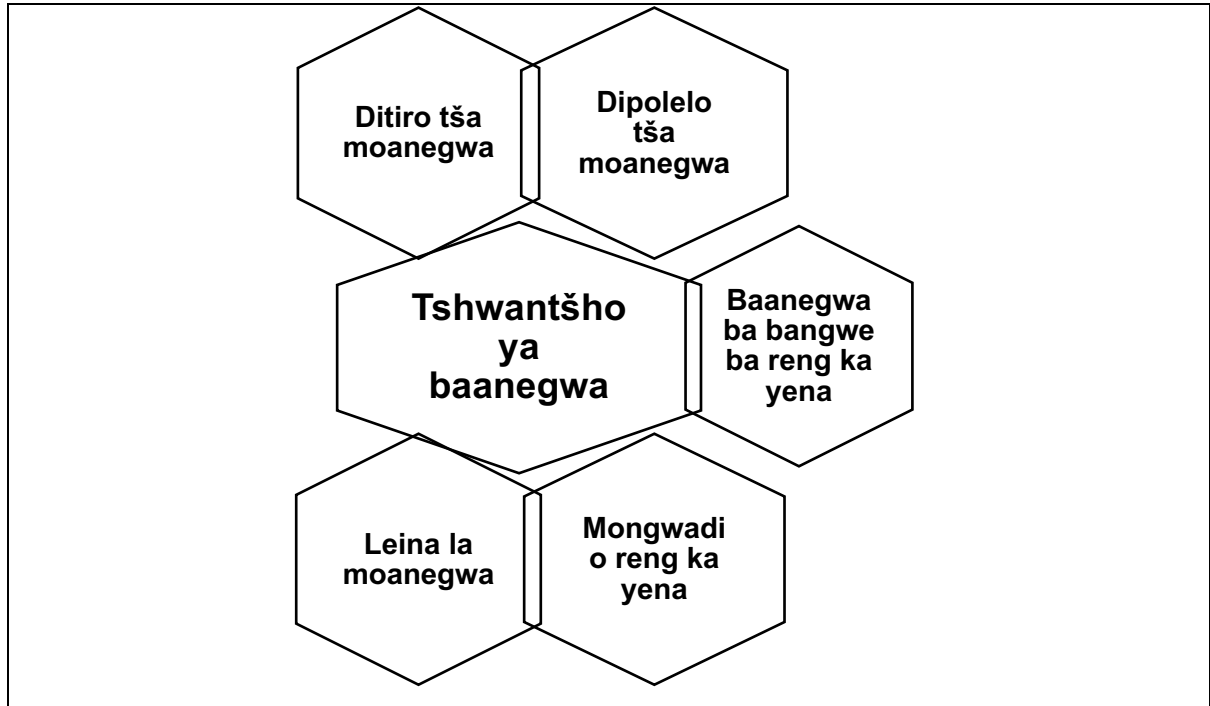 Ditiro tša
moanegwa
Dipolelo
tša
moanegwa
Tshwantšho
ya
baanegwa
Baanegwa
ba bangwe
ba reng ka
yena
Leina la
moanegwa
Mongwadi
o reng ka
yena